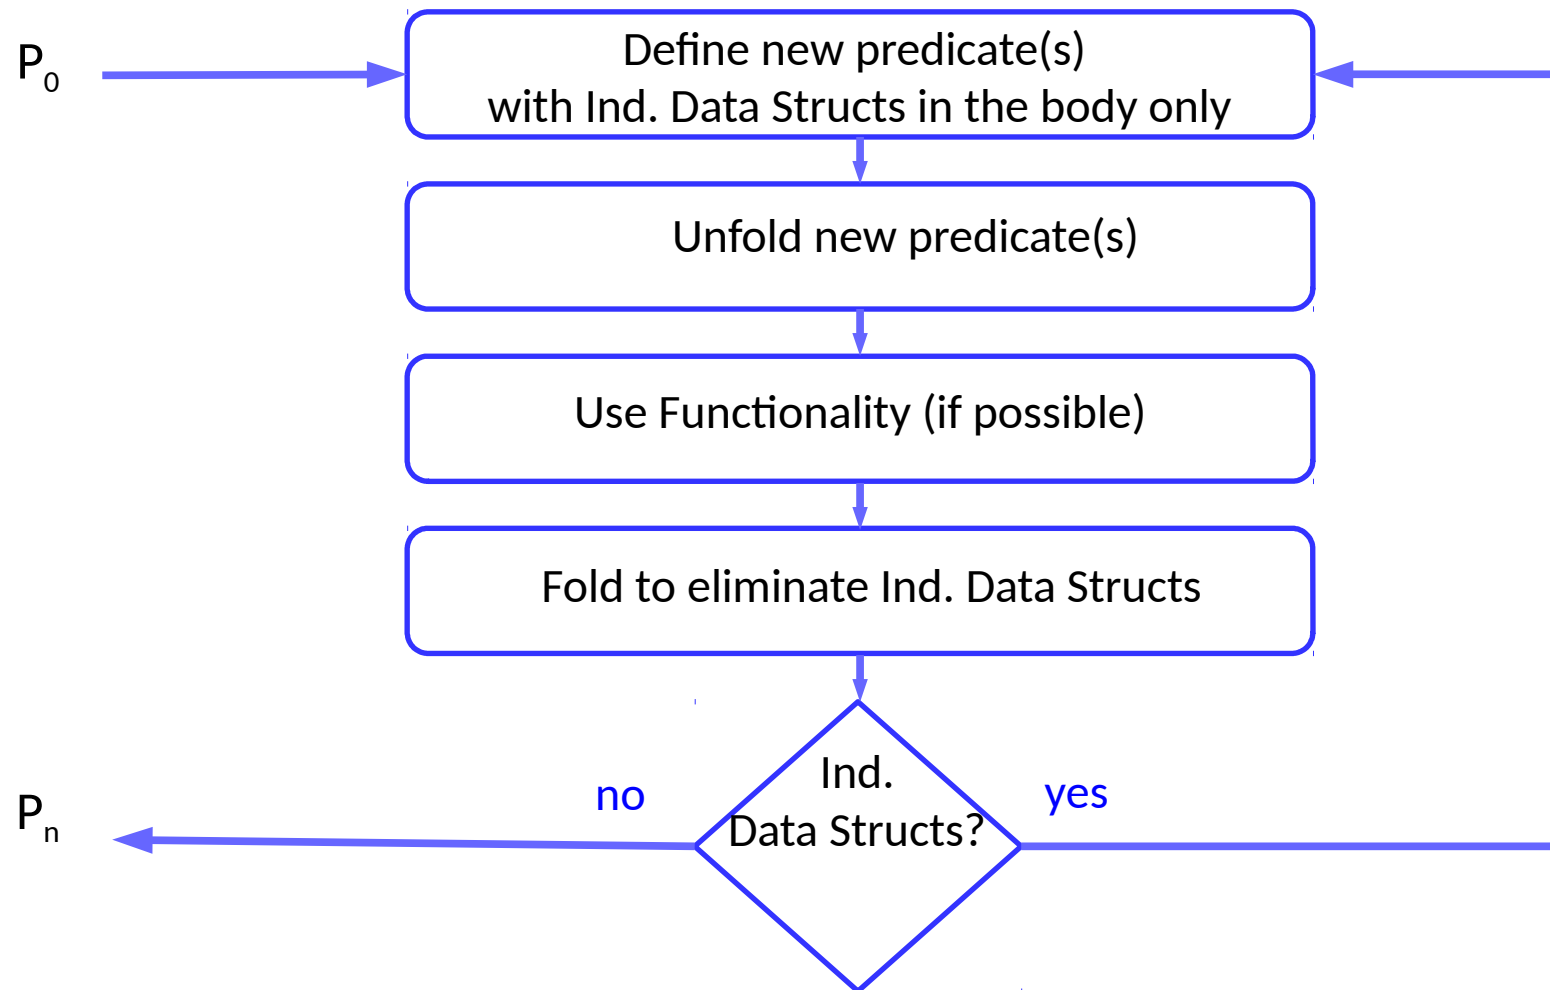 P₀
Define new predicate(s)
with Ind. Data Structs in the body only
Unfold new predicate(s)
Use Functionality (if possible)
Fold to eliminate Ind. Data Structs
Ind.
Data Structs?
no
yes
Pₙ